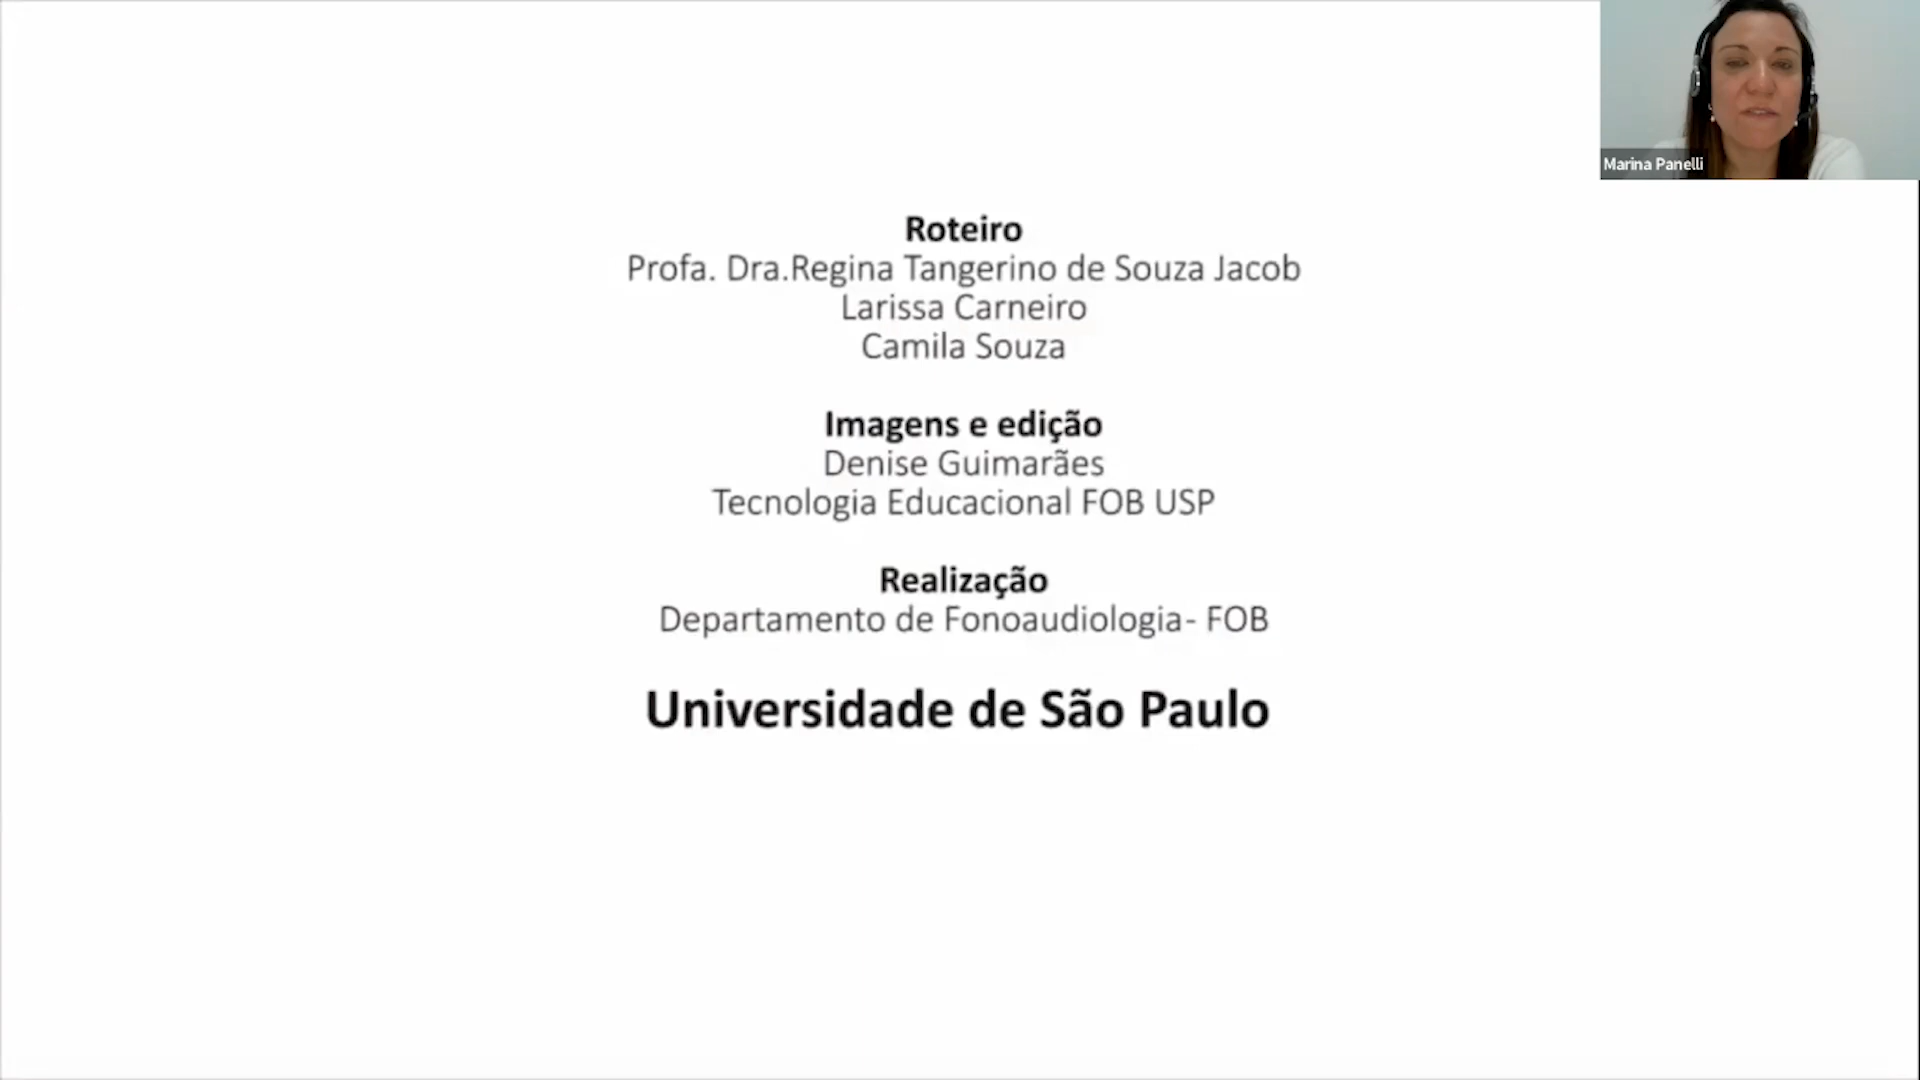 Marina Panelli
Roteiro
Profa. Dra.Regina Tangerino de Souza Jacob
Larissa Carneiro
Camila Souza
Imagens e edição
Denise Guimarães
Tecnologia Educacional FOB USP
Realização
Departamento de Fonoaudiologia- FOB
Universidade de São Paulo